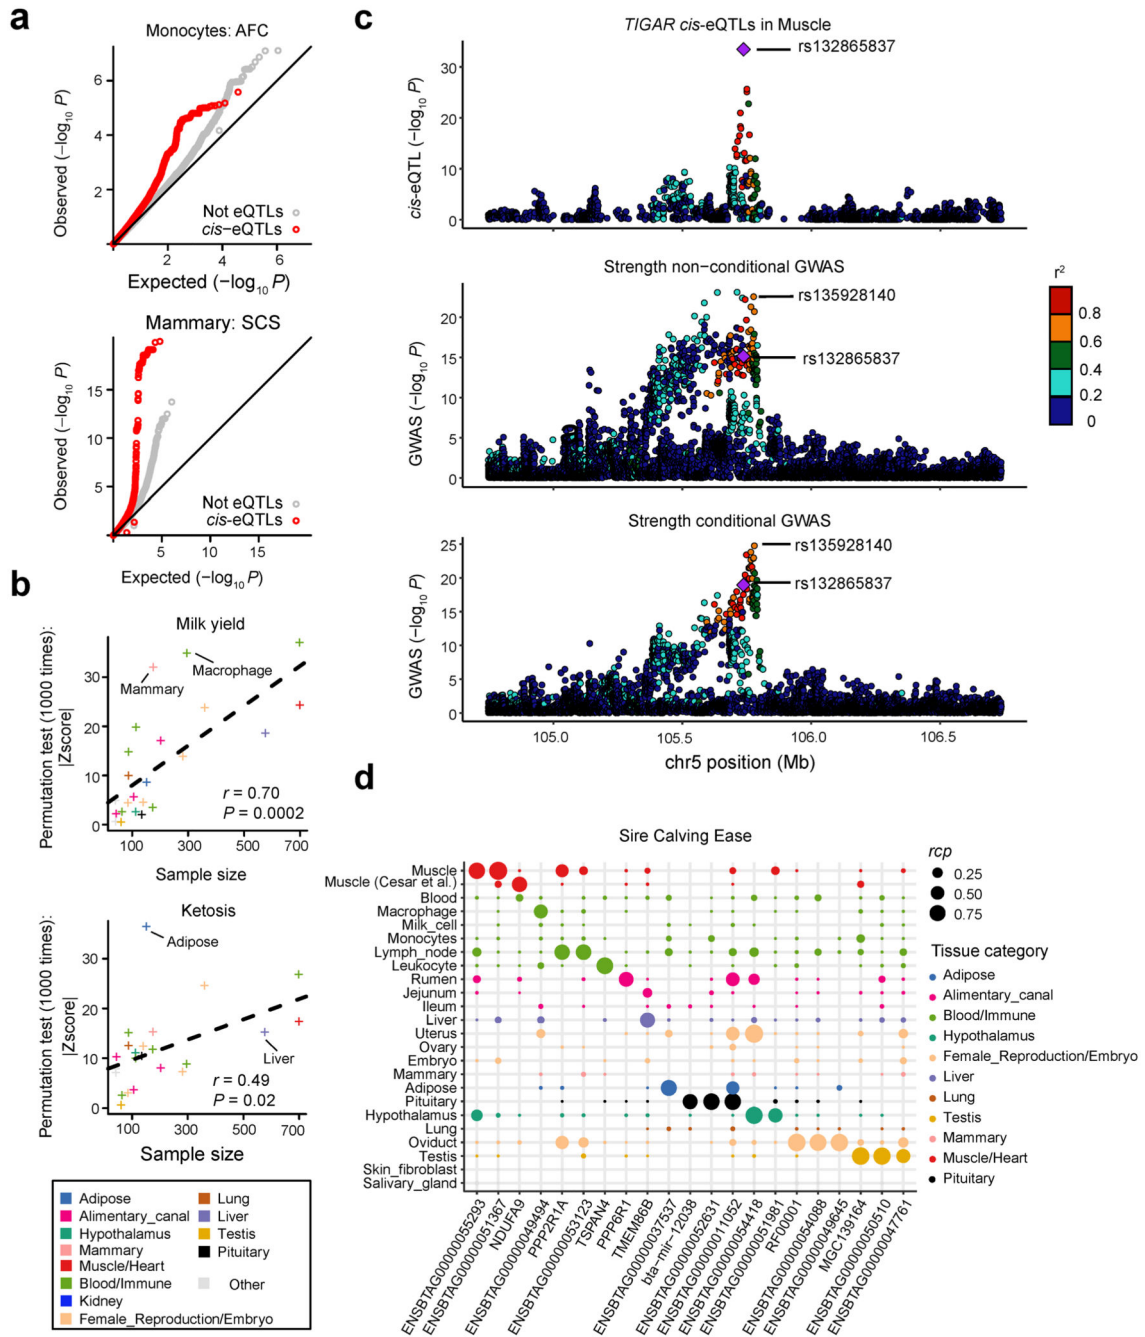 a
Monocytes: AFC
Observed (−log10 P)
6
4
2
Not eQTLs
cis−eQTLs
2
4
6
Expected (−log10 P)
Mammary: SCS
Observed (−log10 P)
15
10
5
Not eQTLs
cis-eQTLs
5
10
15
Expected (−log10 P)
b
Milk yield
Permutation test (1000 times):
|Zscore|
30
20
10
0
Mammary
Macrophage
r = 0.70
P = 0.0002
100
300
500
700
Sample size
Ketosis
Permutation test (1000 times):
|Zscore|
30
20
10
0
Adipose
Liver
r = 0.49
P = 0.02
100
300
500
700
Sample size
Adipose
Alimentary_canal
Hypothalamus
Mammary
Muscle/Heart
Blood/Immune
Kidney
Female_Reproduction/Embryo
Lung
Liver
Testis
Pituitary
Other
c
TIGAR cis-eQTLs in Muscle
cis-eQTL (−log10 P)
30
20
10
0
rs132865837
Strength non−conditional GWAS
GWAS (−log10 P)
20
15
10
5
0
rs135928140
rs132865837
Strength conditional GWAS
GWAS (−log10 P)
25
20
15
10
5
0
rs135928140
rs132865837
105.0
105.5
106.0
106.5
chr5 position (Mb)
r2
0.8
0.6
0.4
0.2
0
d
Sire Calving Ease
Muscle
Muscle (Cesar et al.)
Blood
Macrophage
Milk_cell
Monocytes
Lymph_node
Leukocyte
Rumen
Jejunum
Ileum
Liver
Uterus
Ovary
Embryo
Mammary
Adipose
Pituitary
Hypothalamus
Lung
Oviduct
Testis
Skin_fibroblast
Salivary_gland
ENSBTAG00000055293
ENSBTAG00000051367
NDUFA9
ENSBTAG00000049494
PPP2R1A
ENSBTAG00000053123
TSPAN4
PPP6R1
TMEM86B
ENSBTAG00000037537
bta−mir−12038
ENSBTAG00000052631
ENSBTAG00000011052
ENSBTAG00000054418
ENSBTAG00000051981
RF00001
ENSBTAG00000054088
ENSBTAG00000049645
MGC139164
ENSBTAG00000050510
ENSBTAG00000047761
rcp
0.25
0.50
0.75
Tissue category
Adipose
Alimentary_canal
Blood/Immune
Hypothalamus
Female_Reproduction/Embryo
Liver
Lung
Testis
Mammary
Muscle/Heart
Pituitary